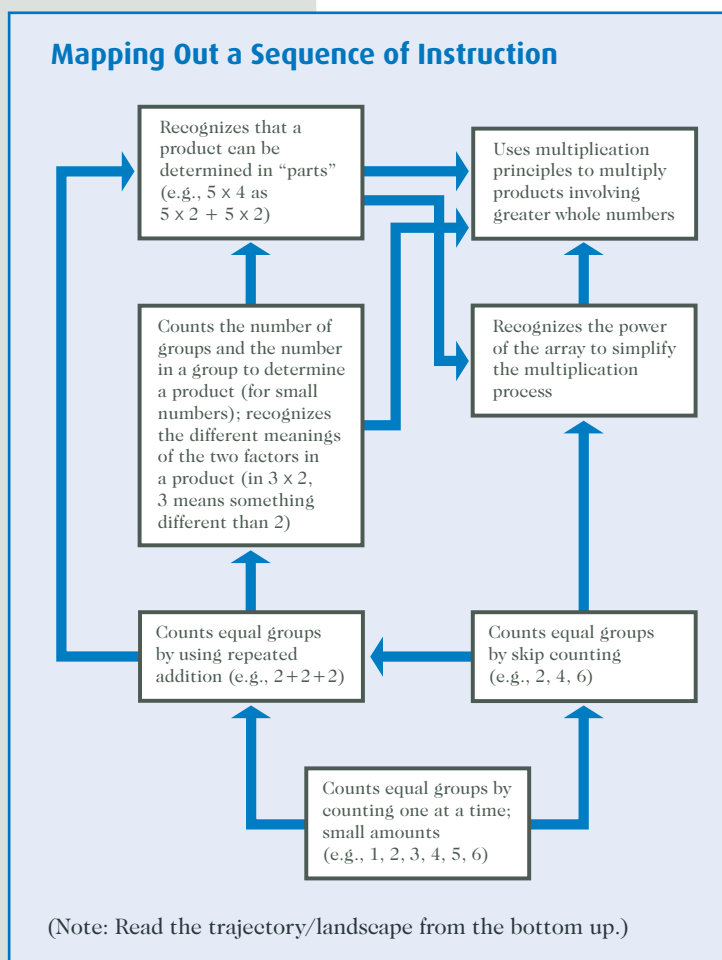 Mapping Out a Sequence of Instruction
Recognizes that a
product can be
determined in “parts”
(e.g., 5 x 4 as
5 x 2 + 5 x 2)
Uses multiplication
principles to multiply
products involving
greater whole numbers
Counts the number of
groups and the number
in a group to determine
a product (for small
numbers); recognizes
the different meanings
of the two factors in
a product (in 3 x 2,
3 means something
different than 2)
Recognizes the power
of the array to simplify
the multiplication
process
Counts equal groups
by using repeated
addition (e.g., 2+2+2)
Counts equal groups
by skip counting
(e.g., 2, 4, 6)
Counts equal groups by
counting one at a time;
small amounts
(e.g., 1, 2, 3, 4, 5, 6)
(Note: Read the trajectory/landscape from the bottom up.)